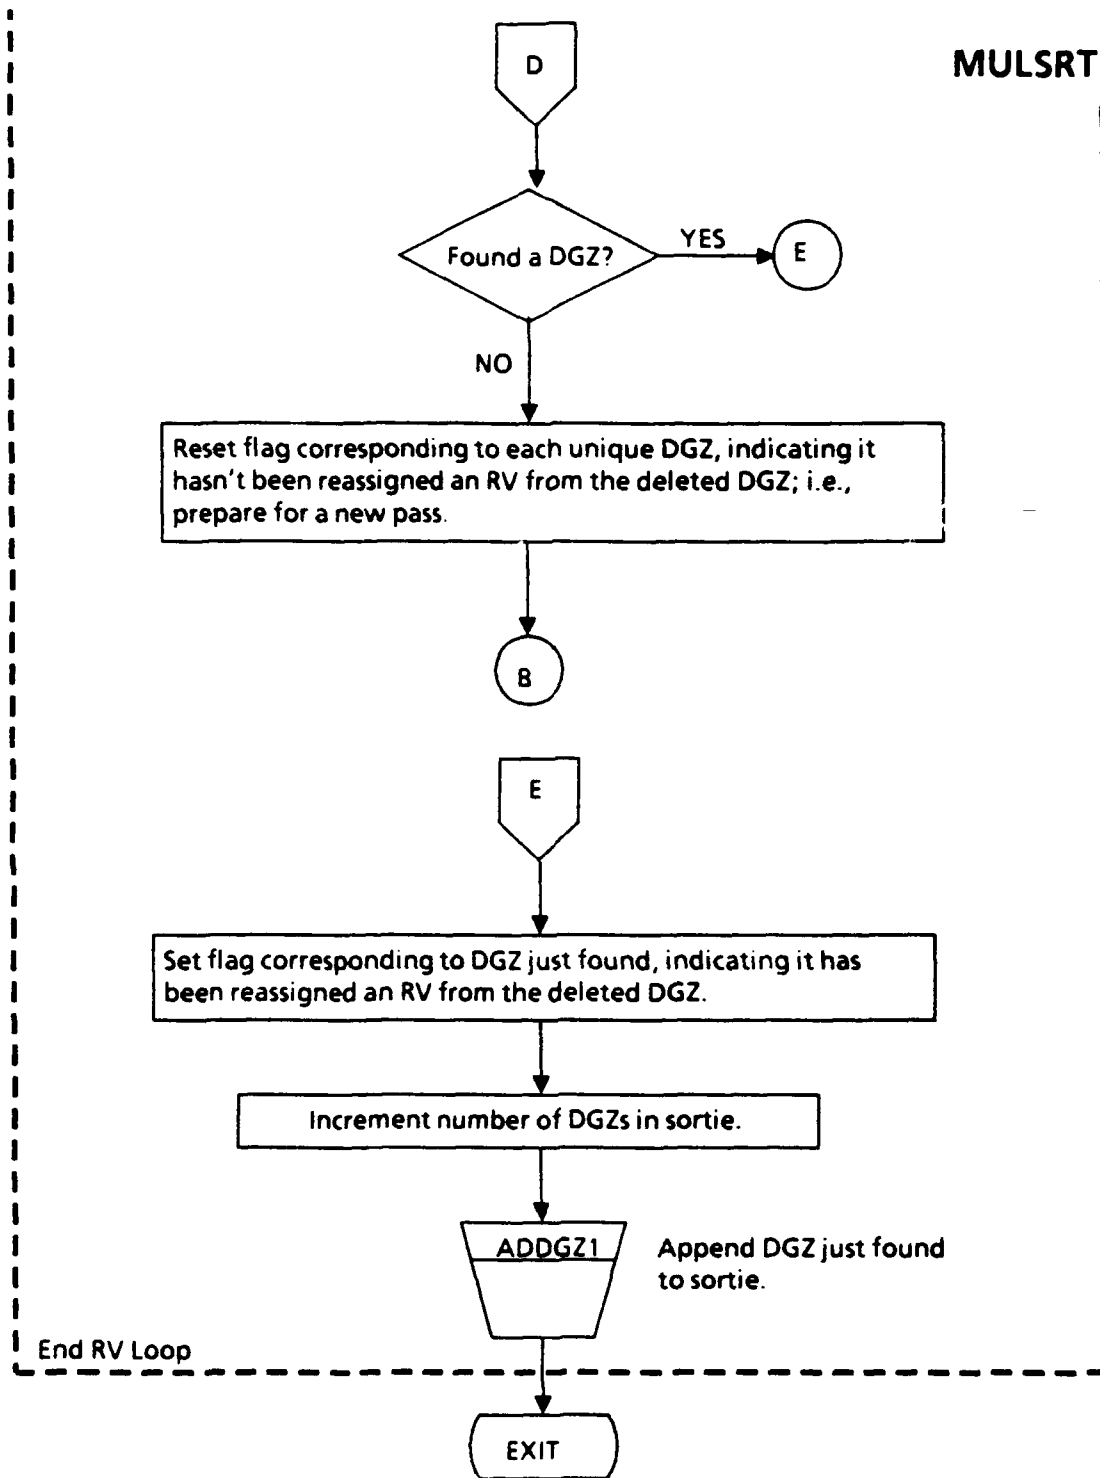 MULSRT
D
Found a DGZ?
YES
E
NO
Reset flag corresponding to each unique DGZ, indicating it
hasn't been reassigned an RV from the deleted DGZ; i.e.,
prepare for a new pass.
B
E
Set flag corresponding to DGZ just found, indicating it has
been reassigned an RV from the deleted DGZ.
Increment number of DGZs in sortie.
ADDGZ1
Append DGZ just found
to sortie.
End RV Loop
EXIT